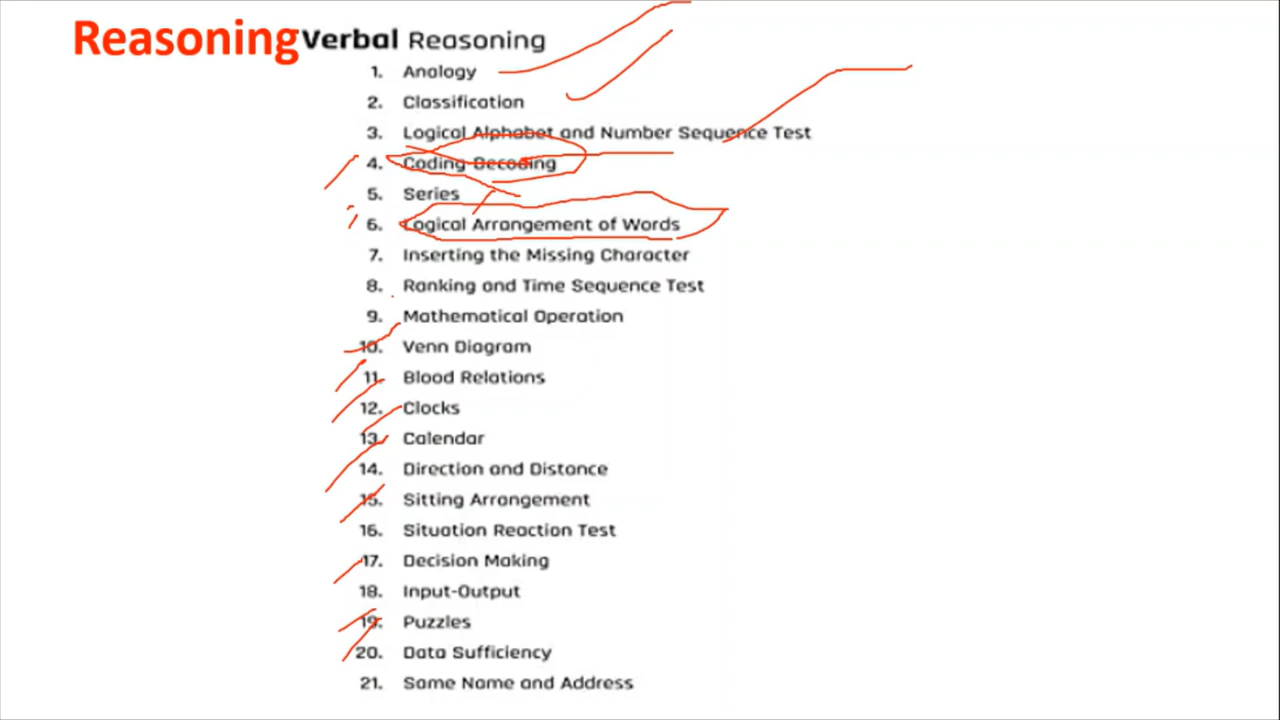 Reasoning Verbal Reasoning
1. Analogy
2. Classification
3. Logical Alphabet and Number Sequence Test
4. Coding Decoding
5. Series
6. Logical Arrangement of Words
7. Inserting the Missing Character
8. Ranking and Time Sequence Test
9. Mathematical Operation
10. Venn Diagram
11. Blood Relations
12. Clocks
13. Calendar
14. Direction and Distance
15. Sitting Arrangement
16. Situation Reaction Test
17. Decision Making
18. Input-Output
19. Puzzles
20. Data Sufficiency
21. Same Name and Address